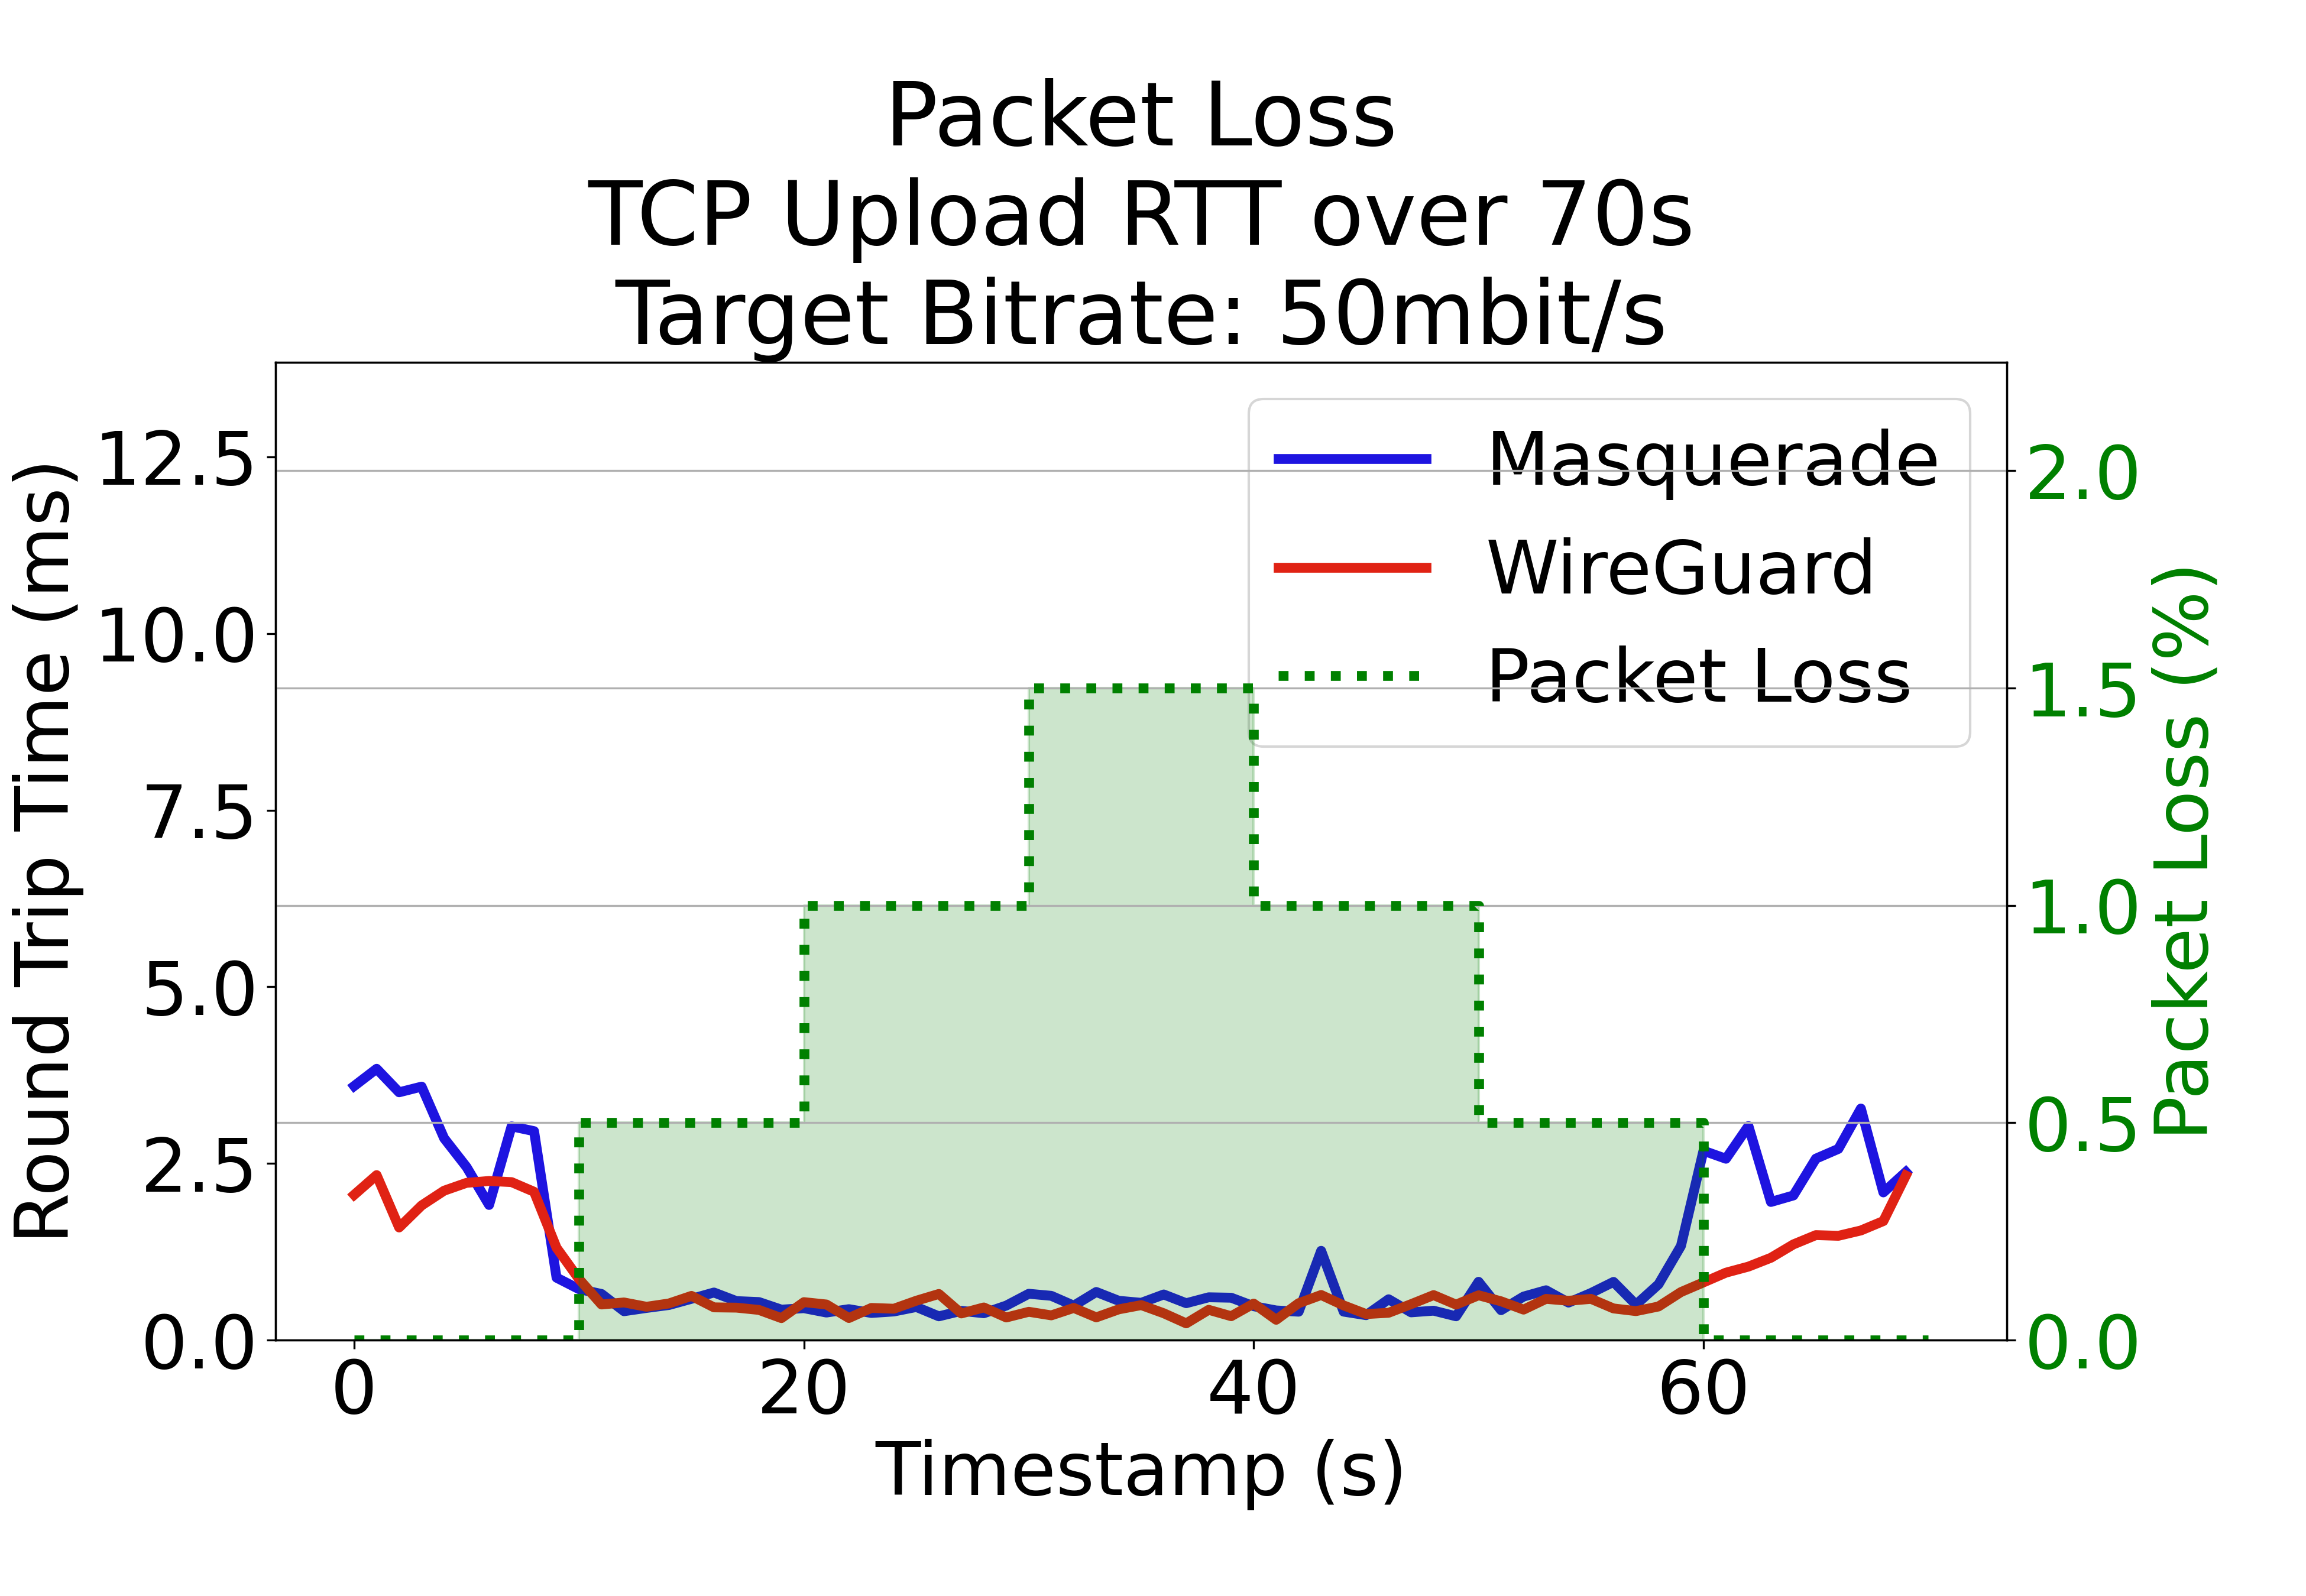 Packet Loss
TCP Upload RTT over 70s
Target Bitrate: 50mbit/s
Round Trip Time (ms)
12.5
10.0
7.5
5.0
2.5
0.0
Masquerade
WireGuard
Packet Loss
2.0
1.5
1.0
0.5
0.0
Packet Loss (%)
0 20 40 60
Timestamp (s)